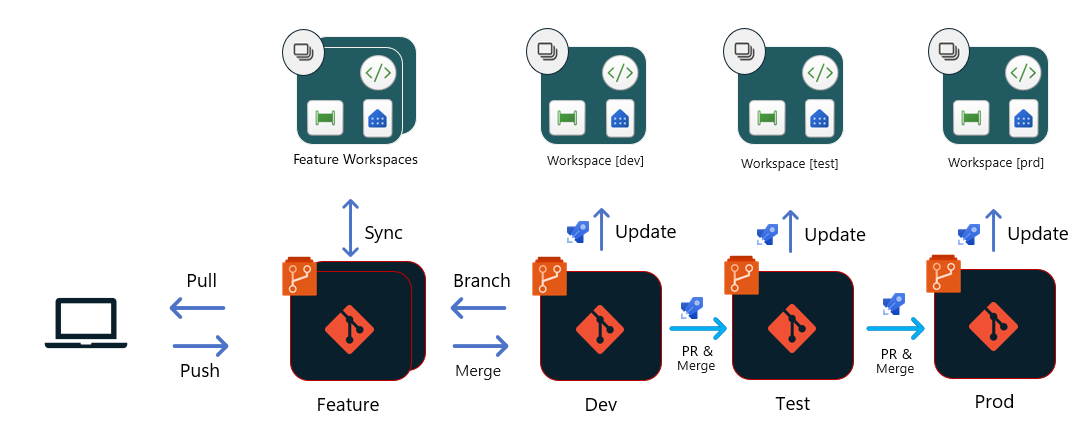 Feature Workspaces
Workspace [dev]
Workspace [test]
Workspace [prd]
Sync
Update
Update
Update
Pull
Push
Branch
Merge
PR &
Merge
PR &
Merge
Feature
Dev
Test
Prod